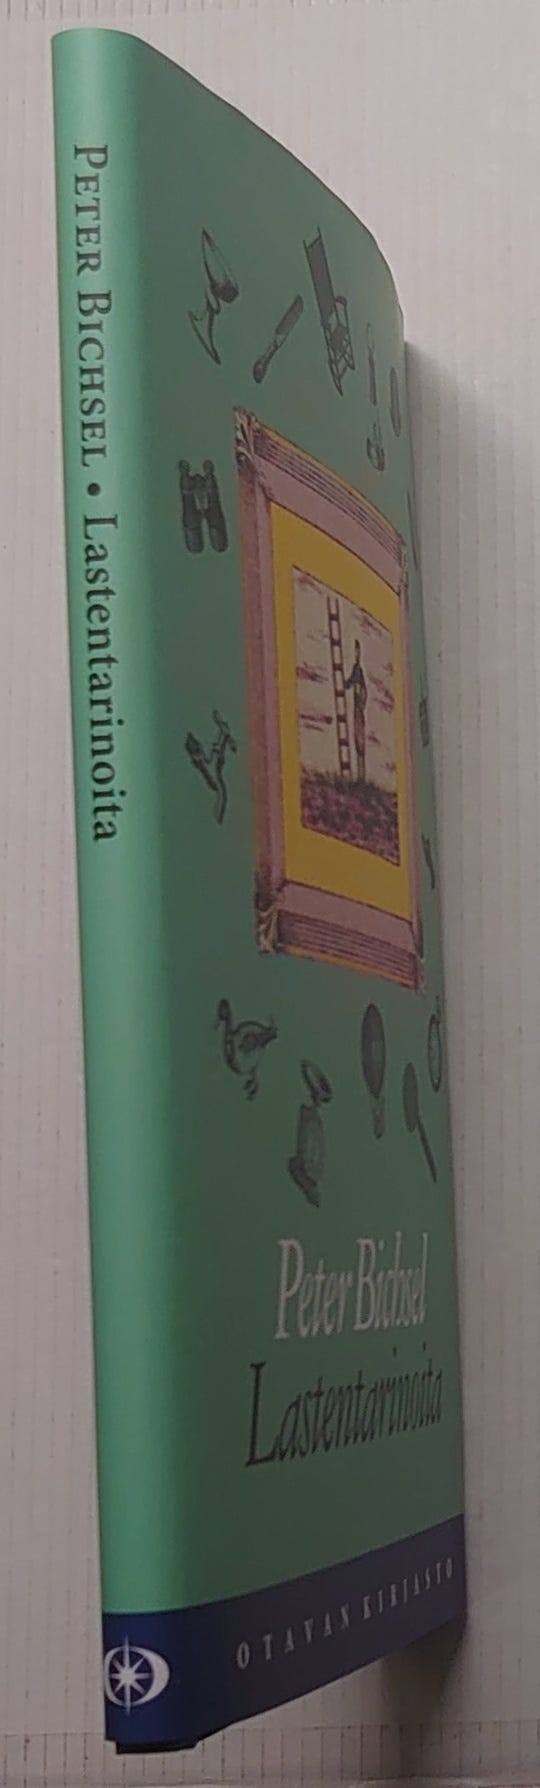 PETER BICHSEL • Lastentarinoita
Peter Bichsel
Lastentarinoita
OTAVAN KIRJASTO